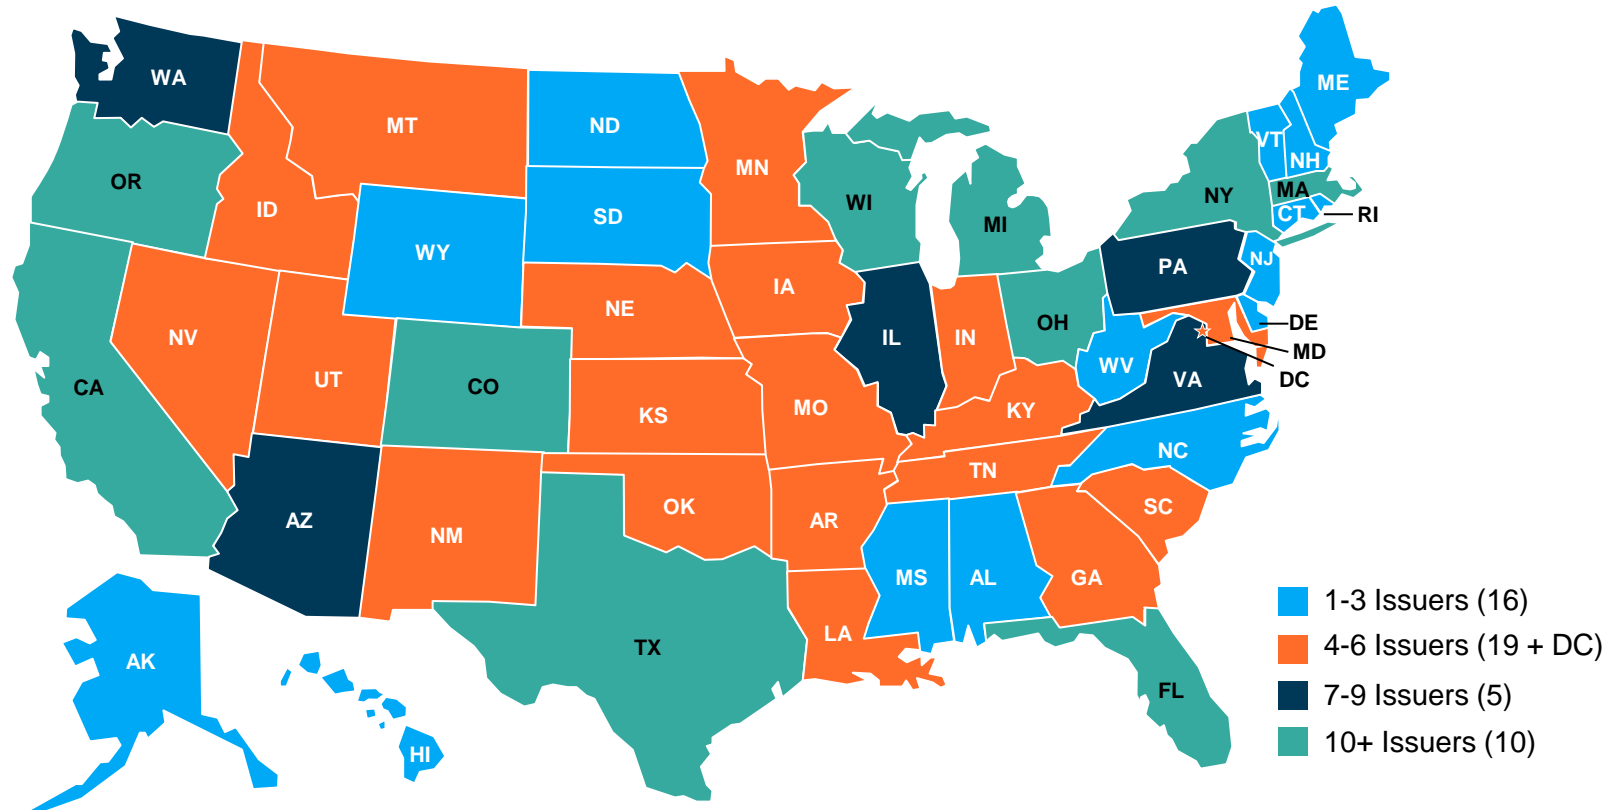 WA
ME
MT
ND
VT
MN
NH
OR
MA
NY
ID
WI
SD
CT
RI
MI
WY
NJ
PA
IA
NE
DE
OH
NV
IL
IN
MD
WV
UT
DC
VA
CO
CA
MO
KY
KS
NC
TN
OK
SC
AZ
AR
NM
MS
AL
GA
1-3 Issuers (16)
LA
4-6 Issuers (19 + DC)
TX
AK
FL
7-9 Issuers (5)
10+ Issuers (10)
HI